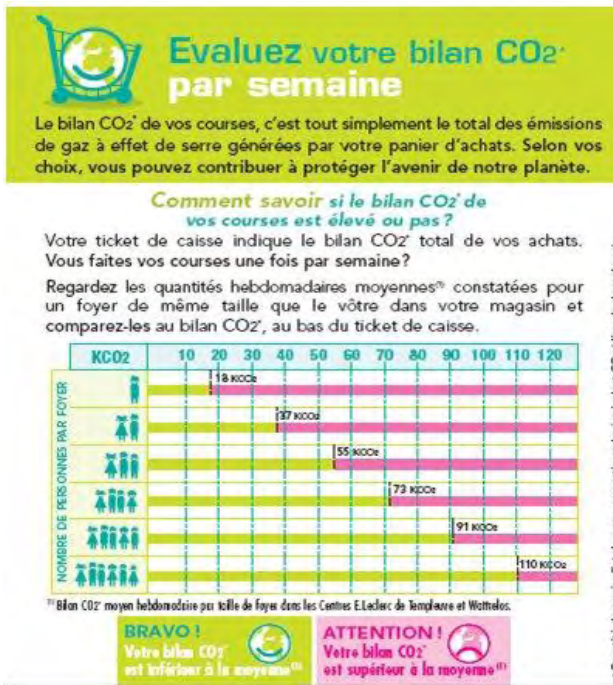 Evaluez votre bilan CO2*
par semaine
Le bilan CO2* de vos courses, c'est tout simplement le total des émissions
de gaz à effet de serre générées par votre panier d'achats. Selon vos
choix, vous pouvez contribuer à protéger l'avenir de notre planète.
Comment savoir si le bilan CO2* de
vos courses est élevé ou pas ?
Votre ticket de caisse indique le bilan CO2* total de vos achats.
Vous faites vos courses une fois par semaine ?
Regardez les quantités hebdomadaires moyennes(1) constatées pour
un foyer de même taille que le vôtre dans votre magasin et
comparez-les au bilan CO2*, au bas du ticket de caisse.
KCO2 10 20 30 40 50 60 70 80 90 100 110 120
NOMBRE DE PERSONNES PAR FOYER
18 KCO2
37 KCO2
55 KCO2
73 KCO2
91 KCO2
110 KCO2
(1) Bilan CO2* moyen hebdomadaire par taille de foyer dans les Centres E.Leclerc de Templeuve et Wattrelos.
BRAVO !
Votre bilan CO2*
est inférieur à la moyenne(1)
ATTENTION !
Votre bilan CO2*
est supérieur à la moyenne(1)